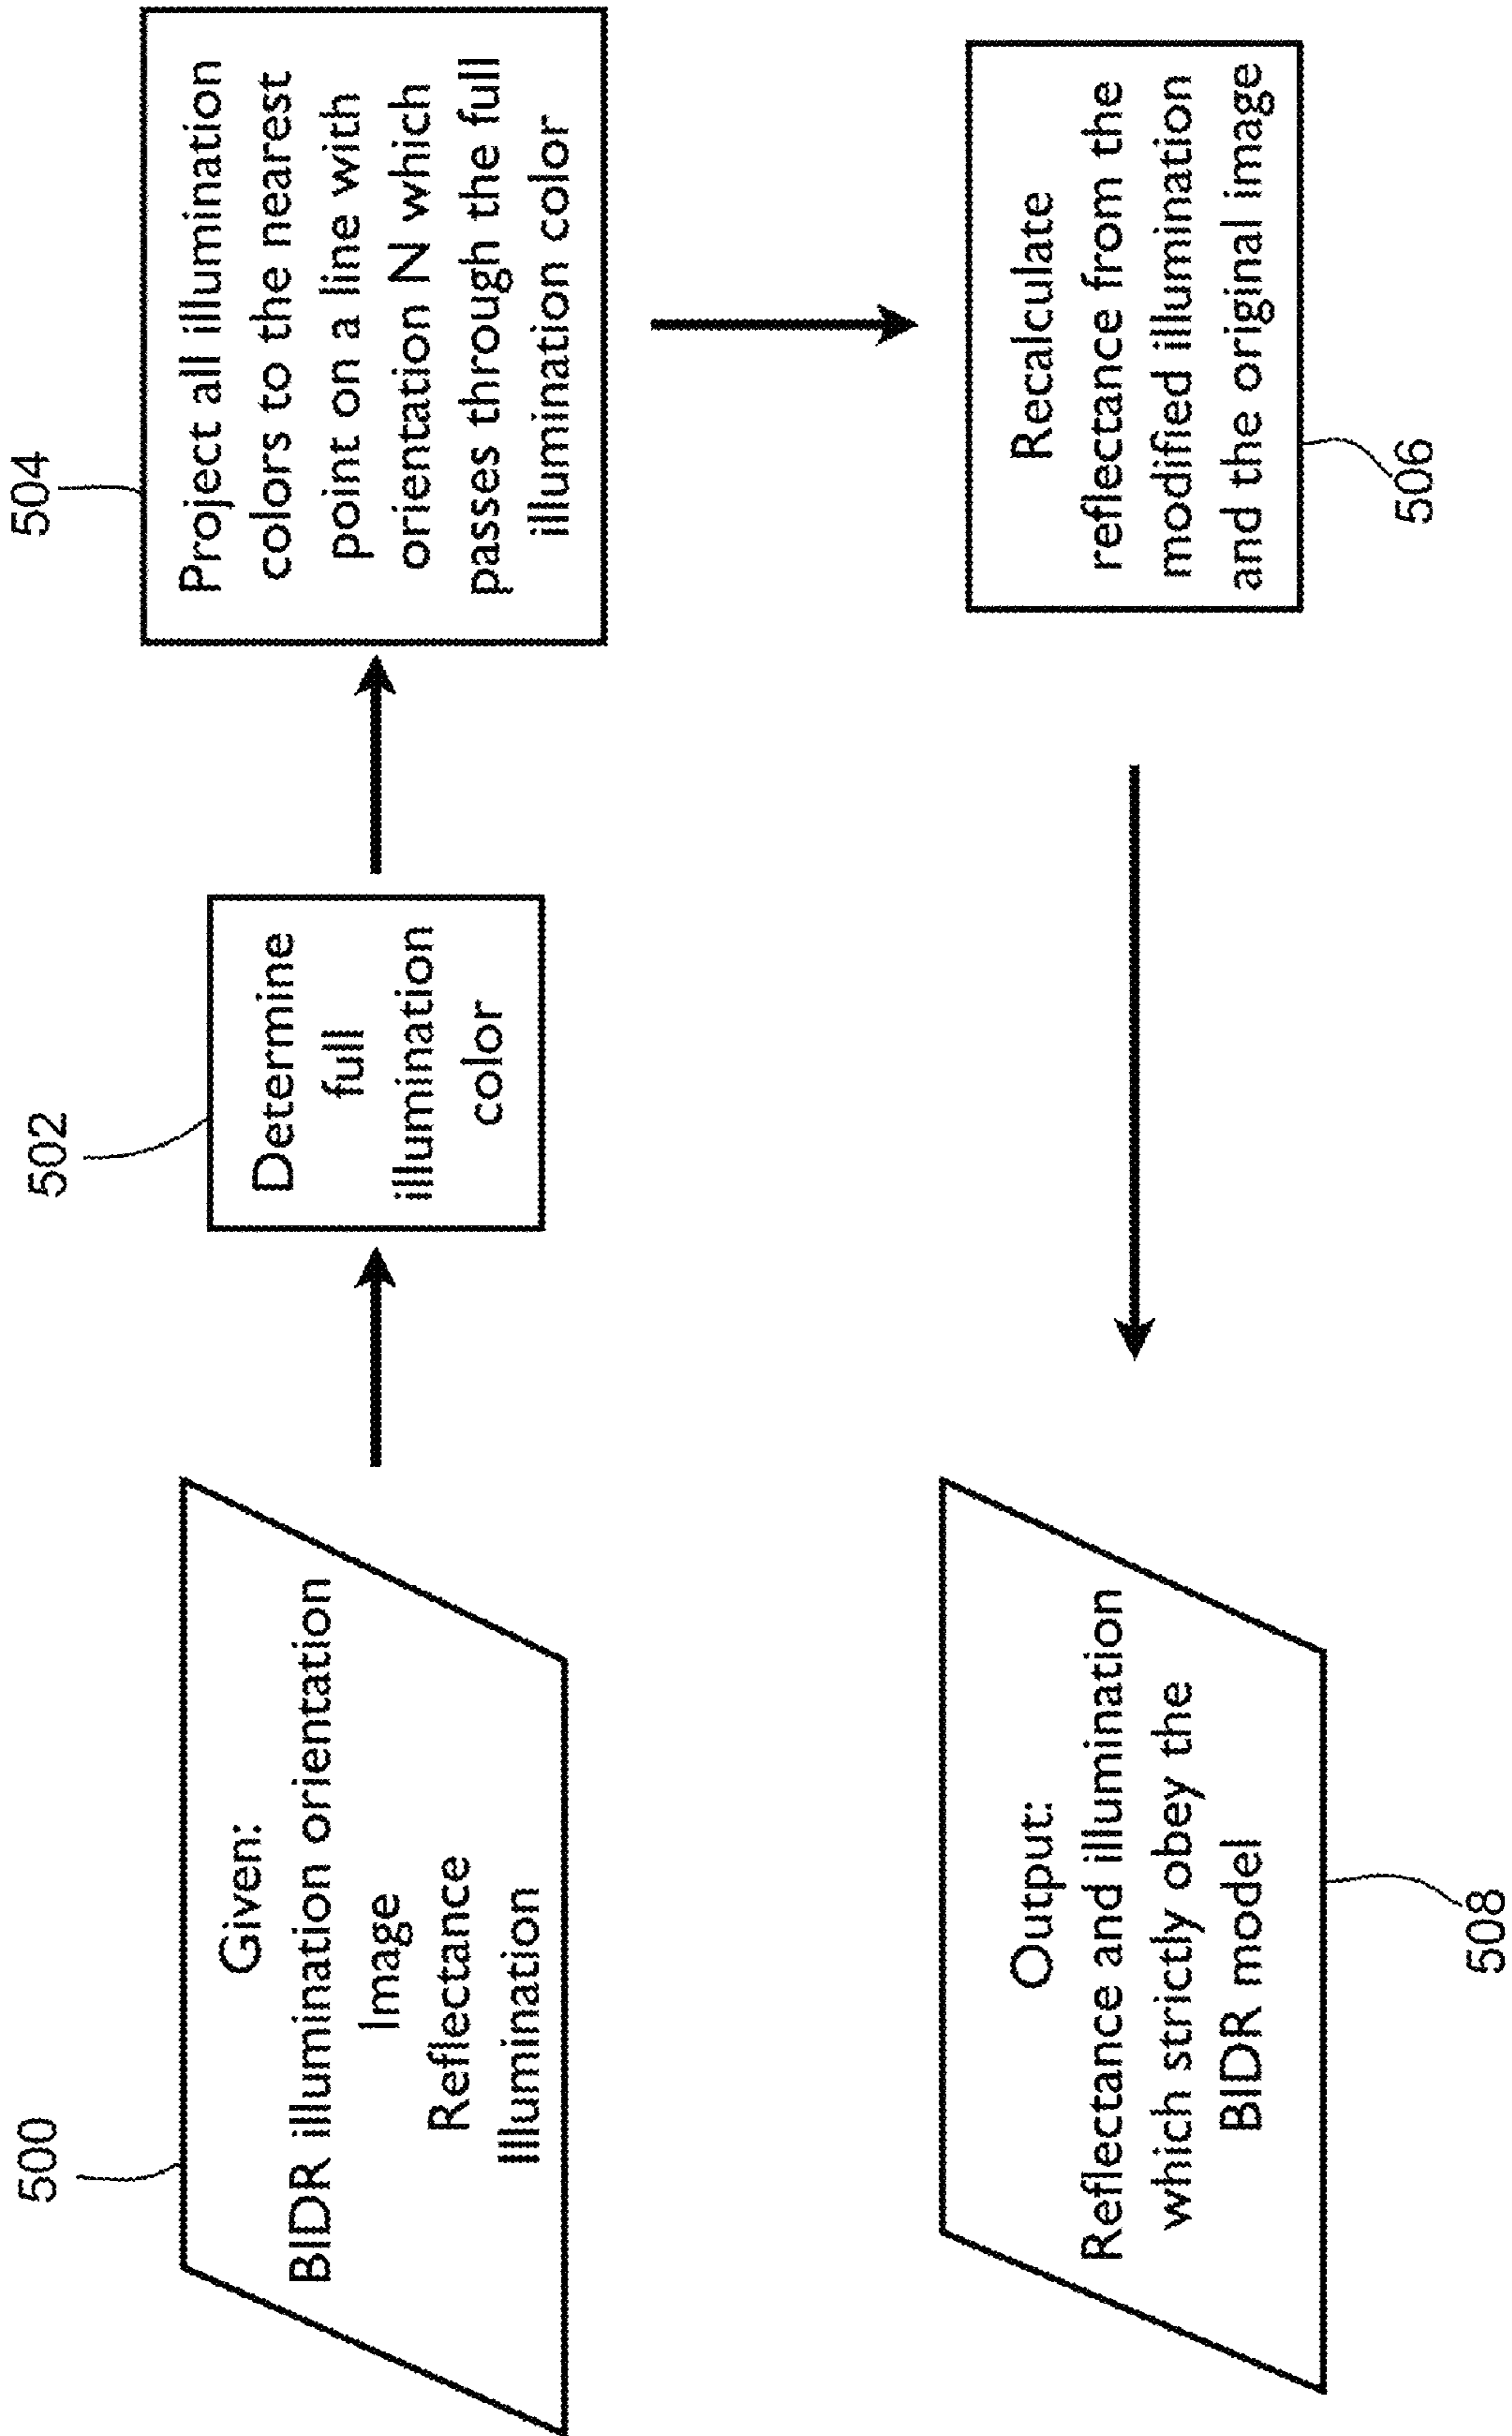 500
Given:
BIDR illumination orientation
Image
Reflectance
Illumination
502
Determine
full
illumination
color
504
Project all illumination
colors to the nearest
point on a line with
orientation N which
passes through the full
illumination color
Recalculate
reflectance from the
modified illumination
and the original image
506
Output:
Reflectance and illumination
which strictly obey the
BIDR model
508